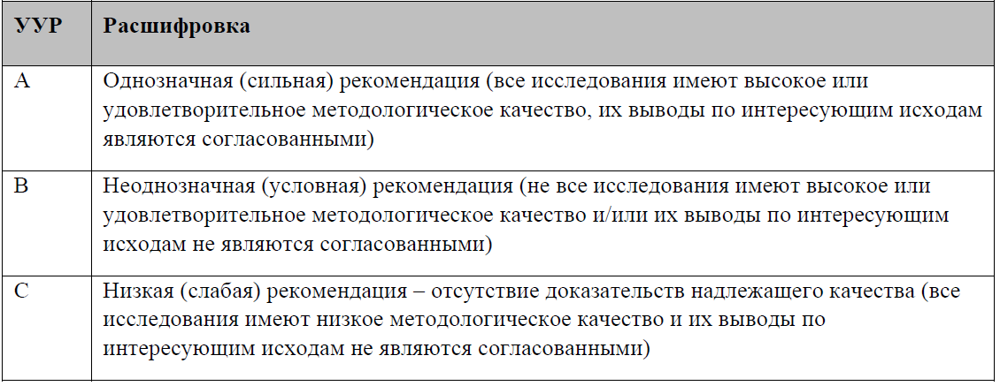 УУР Расшифровка
A Однозначная (сильная) рекомендация (все исследования имеют высокое или
удовлетворительное методологическое качество, их выводы по интересующим исходам
являются согласованными)
B Неоднозначная (условная) рекомендация (не все исследования имеют высокое или
удовлетворительное методологическое качество и/или их выводы по интересующим
исходам не являются согласованными)
C Низкая (слабая) рекомендация – отсутствие доказательств надлежащего качества (все
исследования имеют низкое методологическое качество и их выводы по
интересующим исходам не являются согласованными)